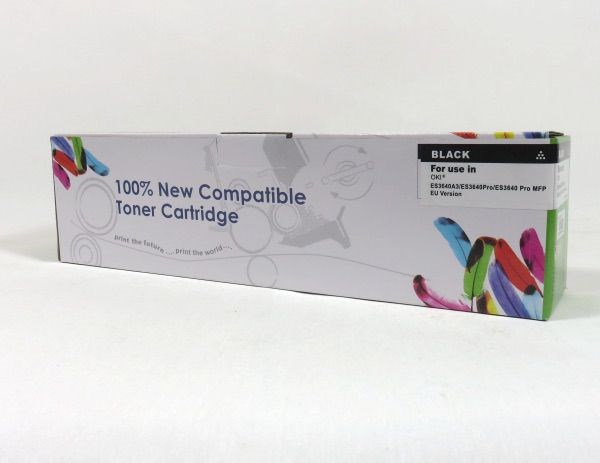 BLACK
For use in
OKI®
ES3640A3/ES3640Pro/ES3640 Pro MFP
EU Version
100% New Compatible
Toner Cartridge
print the future ....print the world....